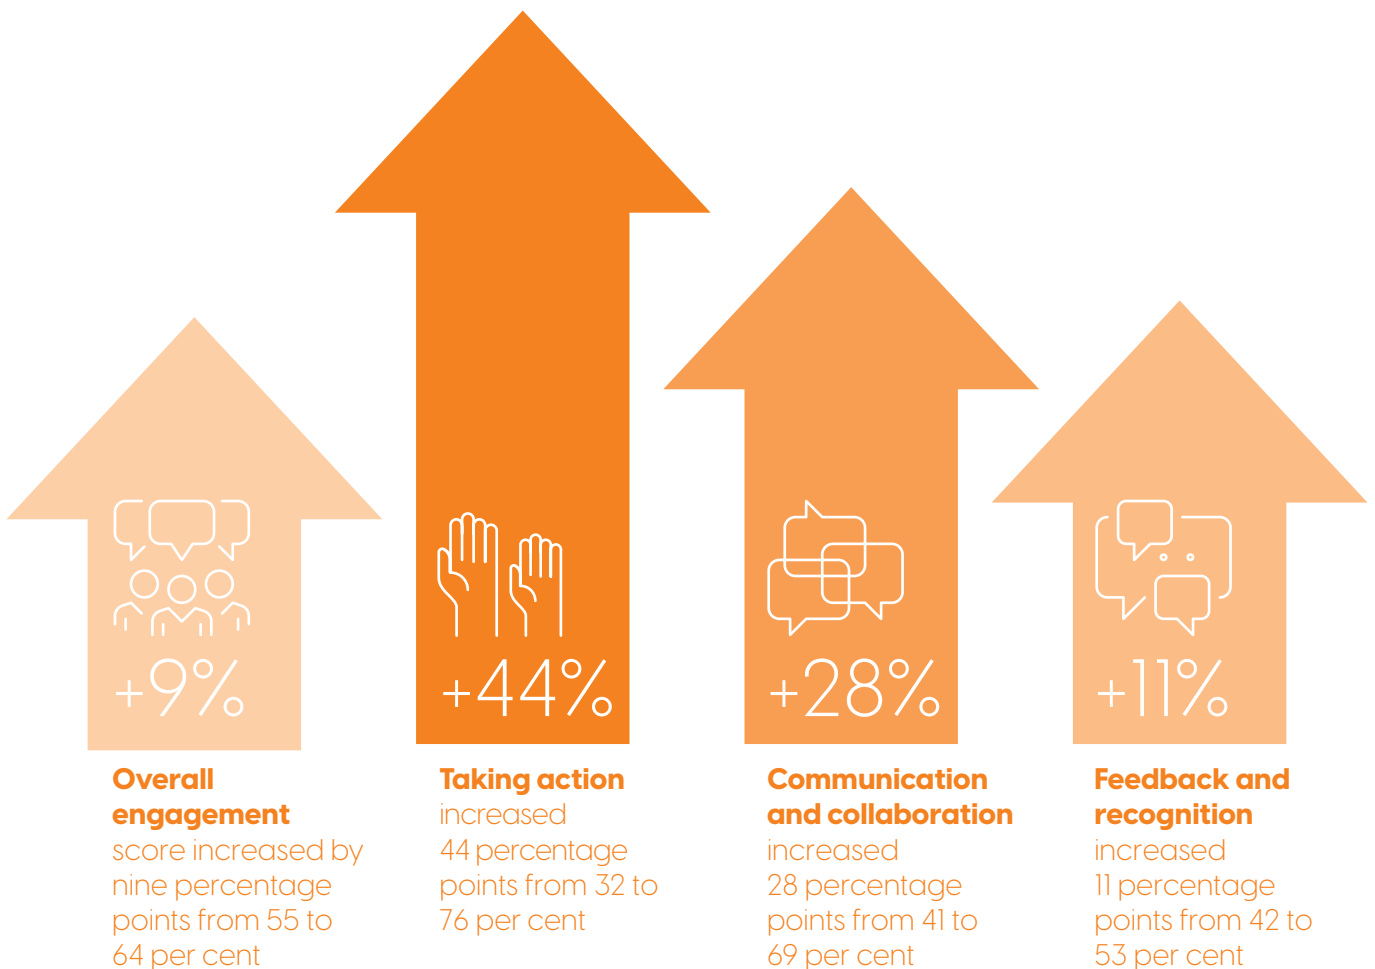 +9%
Overall
engagement
score increased by
nine percentage
points from 55 to
64 per cent
+44%
Taking action
increased
44 percentage
points from 32 to
76 per cent
+28%
Communication
and collaboration
increased
28 percentage
points from 41 to
69 per cent
+11%
Feedback and
recognition
increased
11 percentage
points from 42 to
53 per cent